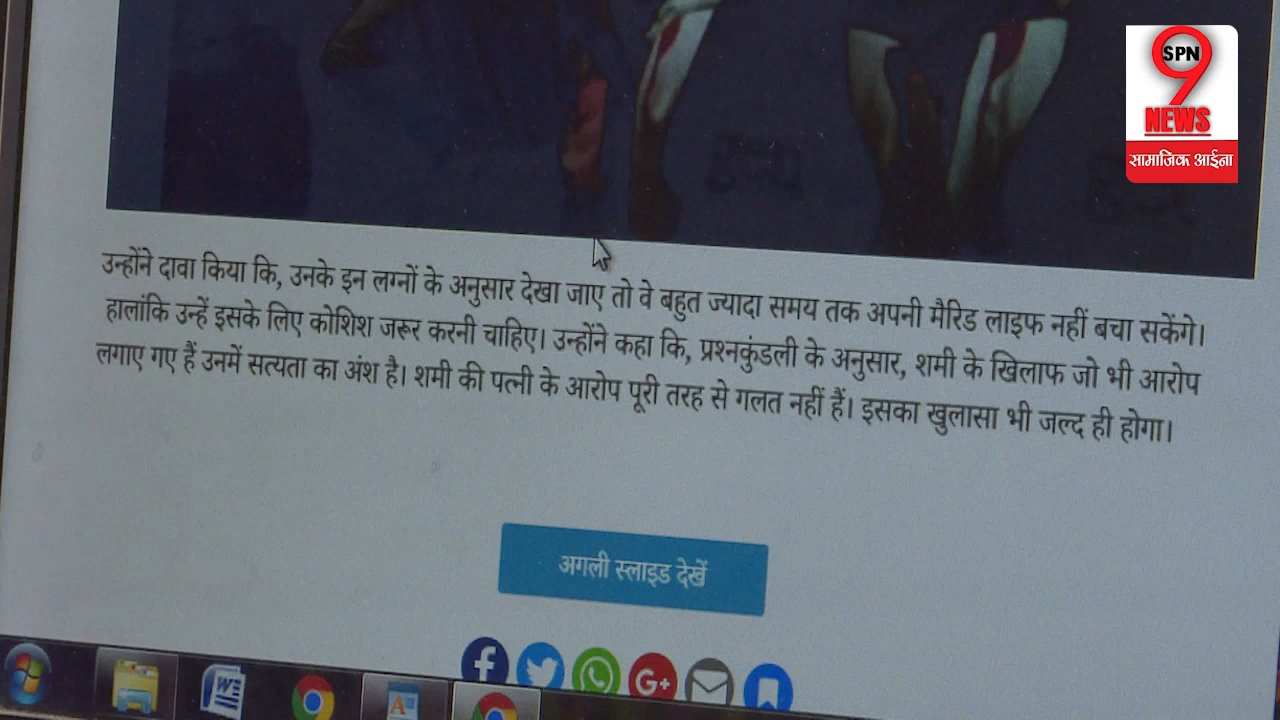 SPN
9
NEWS
सामाजिक आईना
उन्होंने दावा किया कि, उनके इन लग्नों के अनुसार देखा जाए तो वे बहुत ज्यादा समय तक अपनी मैरिड लाइफ नहीं बचा सकेंगे।
हालांकि उन्हें इसके लिए कोशिश जरूर करनी चाहिए। उन्होंने कहा कि, प्रश्नकुंडली के अनुसार, शमी के खिलाफ जो भी आरोप
लगाए गए हैं उनमें सत्यता का अंश है। शमी की पत्नी के आरोप पूरी तरह से गलत नहीं हैं। इसका खुलासा भी जल्द ही होगा।
अगली स्लाइड देखें
f
G+
W
A